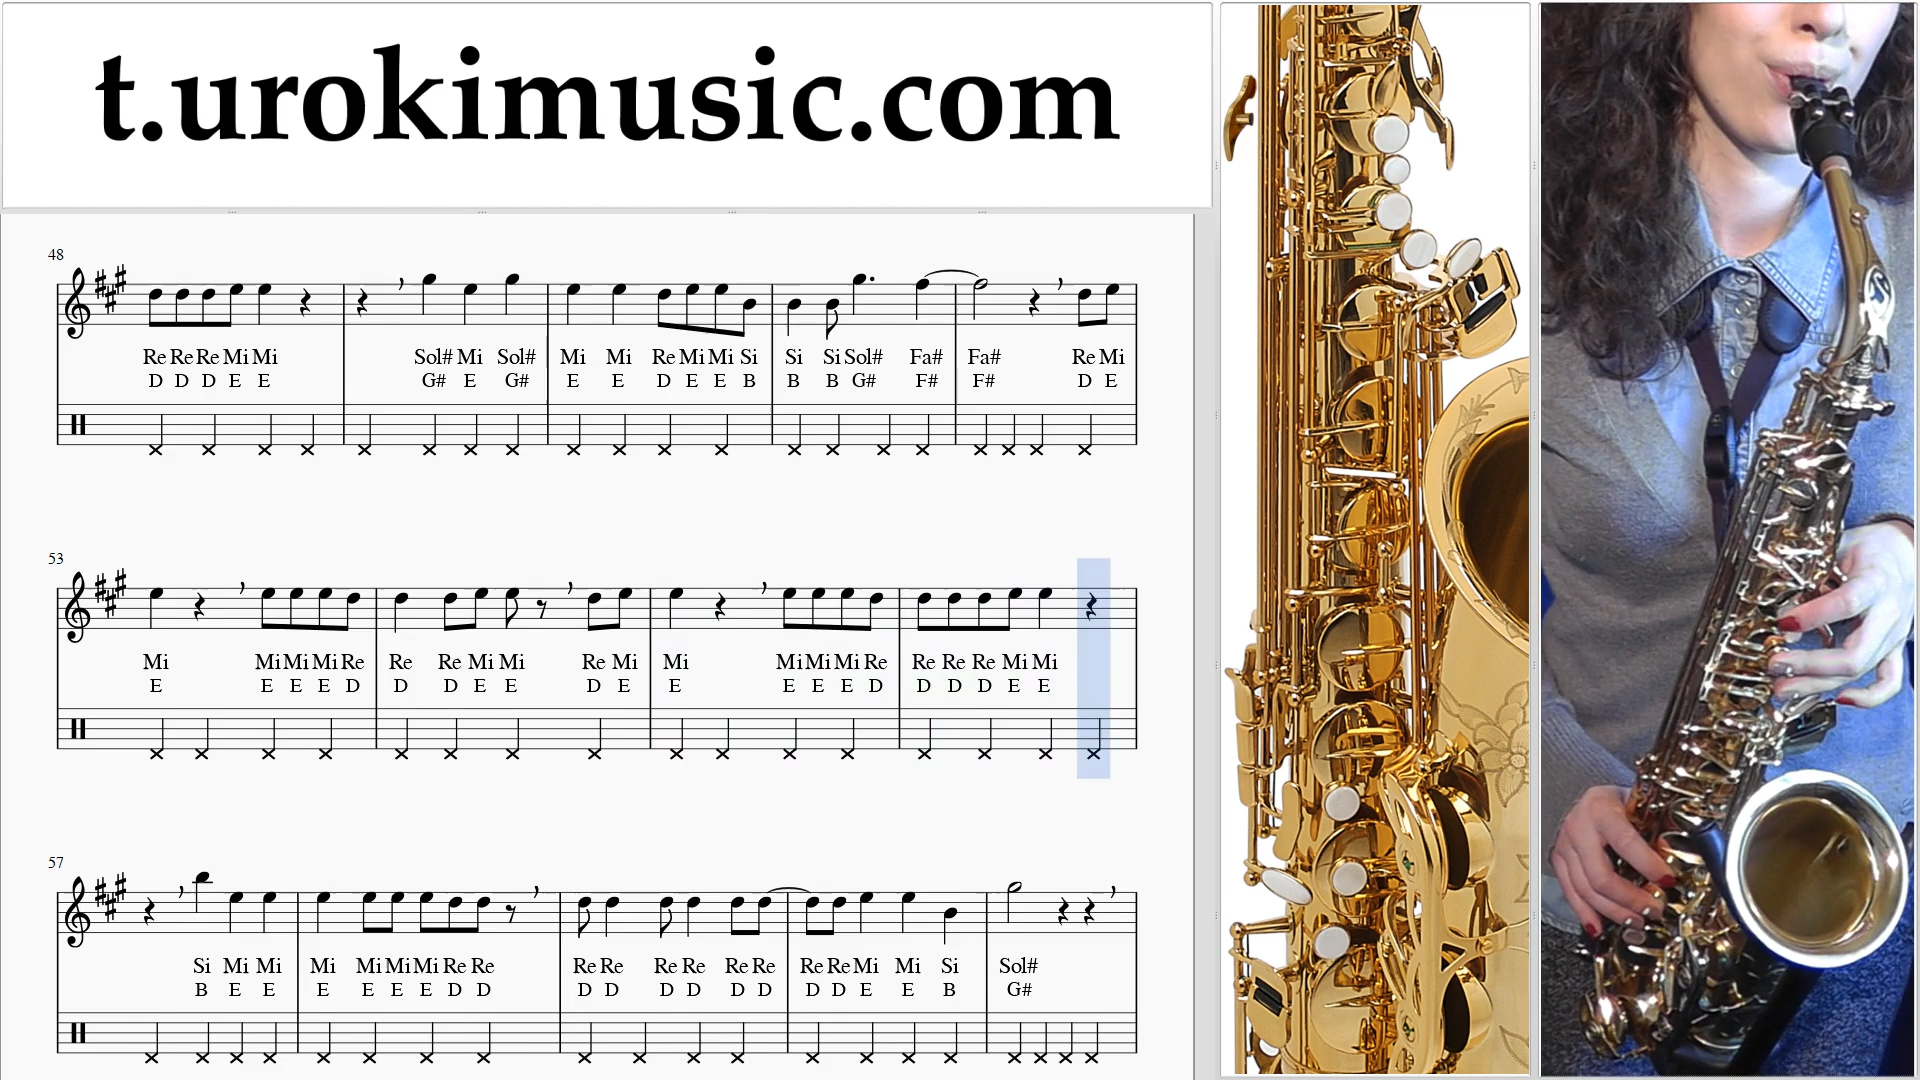 t.urokimusic.com
48
Re Re Re Mi Mi Sol# Mi Sol# Mi Mi Re Mi Mi Si Si Si Sol# Fa# Fa# Re Mi
D D D E E G# E G# E E D E E B B B G# F# F# D E
53
Mi Mi Mi Mi Re Re Re Mi Mi Re Mi Mi Mi Mi Mi Re Re Re Re Mi Mi
E E E E D D D E E D E E E E E D D D D E E
57
Si Mi Mi Mi Mi Mi Mi Re Re Re Re Re Re Re Re Re Re Mi Mi Si Sol#
B E E E E E E D D D D D D D D D D E E B G#